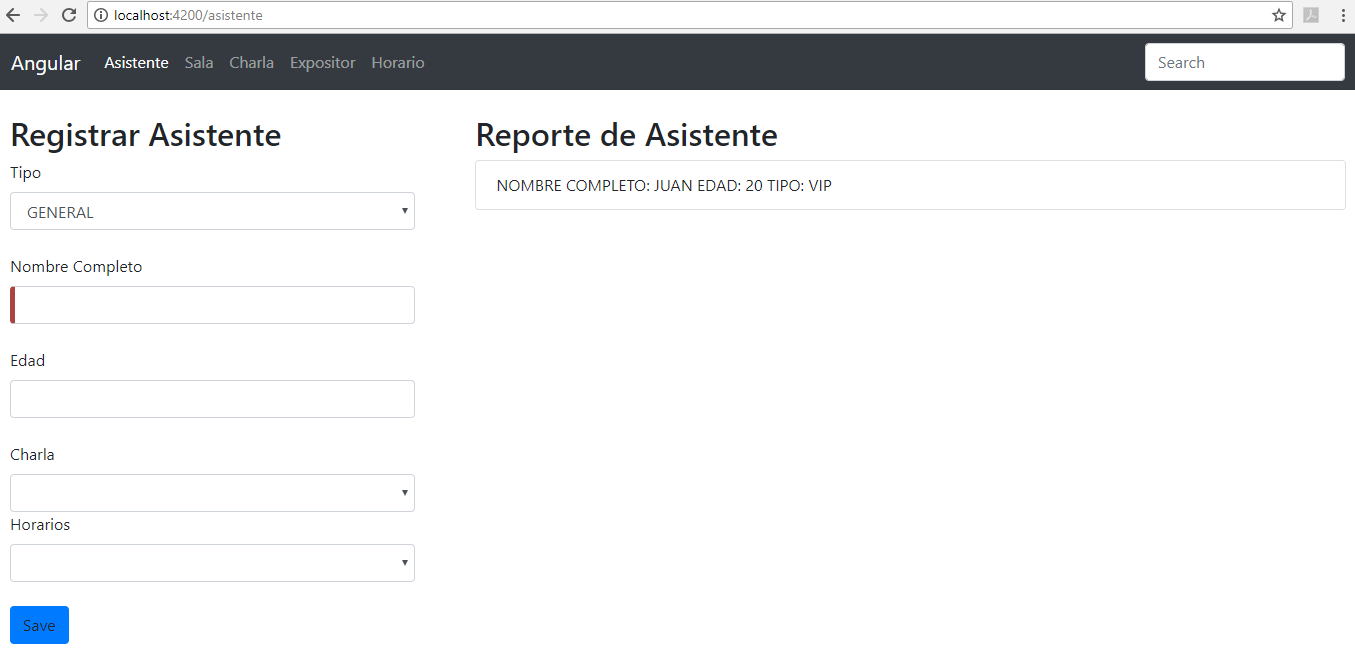 localhost:4200/asistente
Angular Asistente Sala Charla Expositor Horario Search
Registrar Asistente
Tipo
GENERAL
Nombre Completo
Edad
Charla
Horarios
Save
Reporte de Asistente
NOMBRE COMPLETO: JUAN EDAD: 20 TIPO: VIP